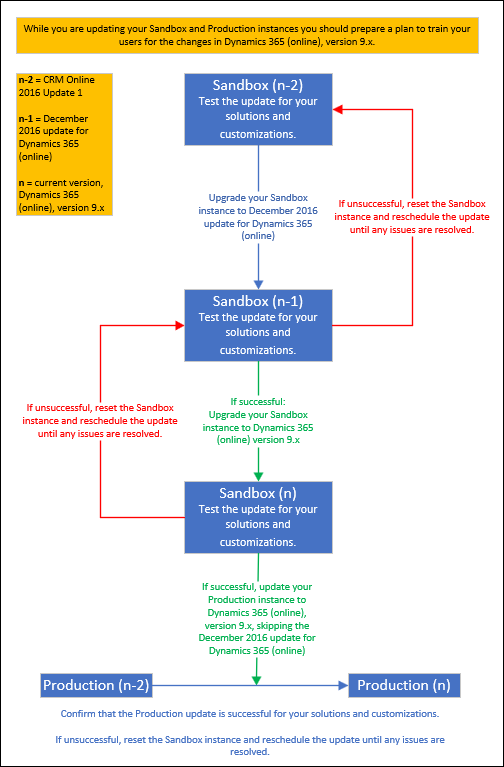 While you are updating your Sandbox and Production instances you should prepare a plan to train your
users for the changes in Dynamics 365 (online), version 9.x.
n-2 = CRM Online
2016 Update 1
n-1 = December
2016 update for
Dynamics 365
(online)
n = current version,
Dynamics 365
(online), version 9.x
Sandbox (n-2)
Test the update for your
solutions and
customizations.
Upgrade your Sandbox
instance to December 2016
update for Dynamics 365
(online)
If unsuccessful, reset the Sandbox
instance and reschedule the update
until any issues are resolved.
Sandbox (n-1)
Test the update for your
solutions and
customizations.
If unsuccessful, reset the Sandbox
instance and reschedule the update
until any issues are resolved.
If successful:
Upgrade your Sandbox
instance to Dynamics 365
(online) version 9.x
Sandbox (n)
Test the update for your
solutions and
customizations.
If successful, update your
Production instance to
Dynamics 365 (online),
version 9.x, skipping the
December 2016 update for
Dynamics 365 (online)
Production (n-2)
Production (n)
Confirm that the Production update is successful for your solutions and customizations.
If unsuccessful, reset the Sandbox instance and reschedule the update until any issues are
resolved.